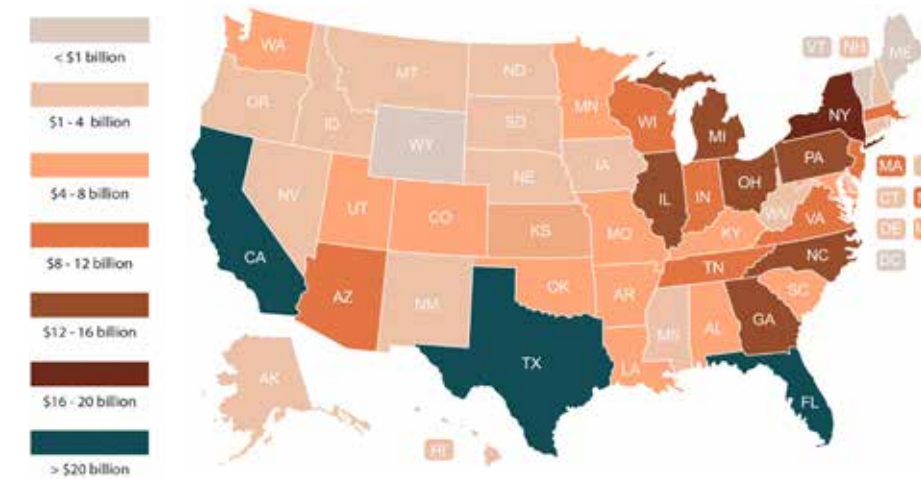 < $1 billion
$1 - 4 billion
$4 - 8 billion
$8 - 12 billion
$12 - 16 billion
$16 - 20 billion
> $20 billion
WA
MT
ND
MN
OR
ID
SD
WI
MI
WY
IA
NE
NV
UT
CO
KS
MO
IL
IN
OH
PA
NY
VT
NH
ME
MA
CT
DE
DC
WV
VA
KY
CA
AZ
NM
OK
AR
TN
NC
SC
MS
AL
GA
LA
TX
FL
AK
HI